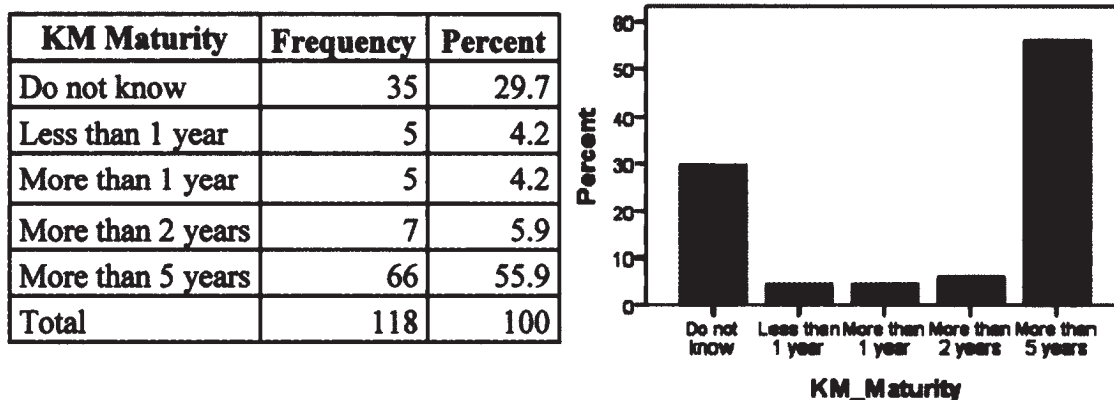 KM Maturity Frequency Percent
Do not know 35 29.7
Less than 1 year 5 4.2
More than 1 year 5 4.2
More than 2 years 7 5.9
More than 5 years 66 55.9
Total 118 100
Percent
60
50
40
30
20
10
0
Do not know
Less than 1 year
More than 1 year
More than 2 years
More than 5 years
KM_Maturity